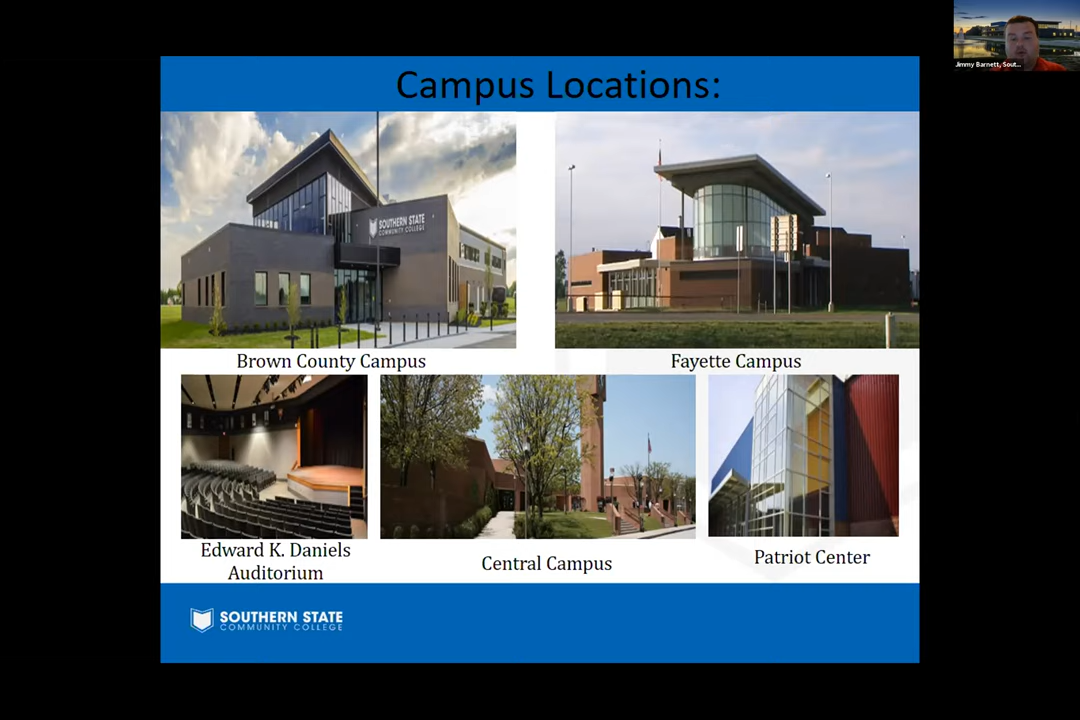 Campus Locations:
Jimmy Barnett, Sout...
SOUTHERN STATE
COMMUNITY COLLEGE
Brown County Campus
Fayette Campus
Edward K. Daniels
Auditorium
Central Campus
Patriot Center
SOUTHERN STATE
COMMUNITY COLLEGE